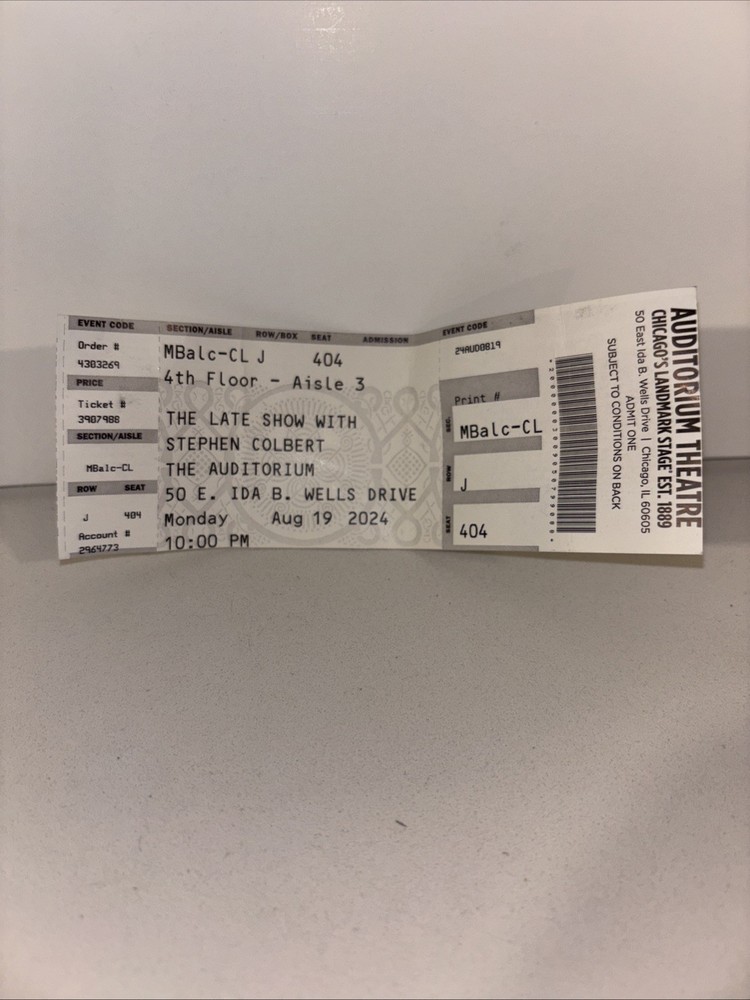 EVENT CODE
Order #
4303269
PRICE
Ticket #
3907988
SECTION/AISLE
MBalc-CL
ROW SEAT
J 404
Account #
2964773
SECTION/AISLE ROW/BOX SEAT ADMISSION
MBalc-CL J 404
4th Floor - Aisle 3
THE LATE SHOW WITH
STEPHEN COLBERT
THE AUDITORIUM
50 E. IDA B. WELLS DRIVE
Monday Aug 19 2024
10:00 PM
EVENT CODE
24AUD0819
Print #
SEC
MBalc-CL
ROW
J
SEAT
404
AUDITORIUM THEATRE
CHICAGO'S LANDMARK STAGE EST. 1889
50 East Ida B. Wells Drive | Chicago, IL 60605
ADMIT ONE
SUBJECT TO CONDITIONS ON BACK